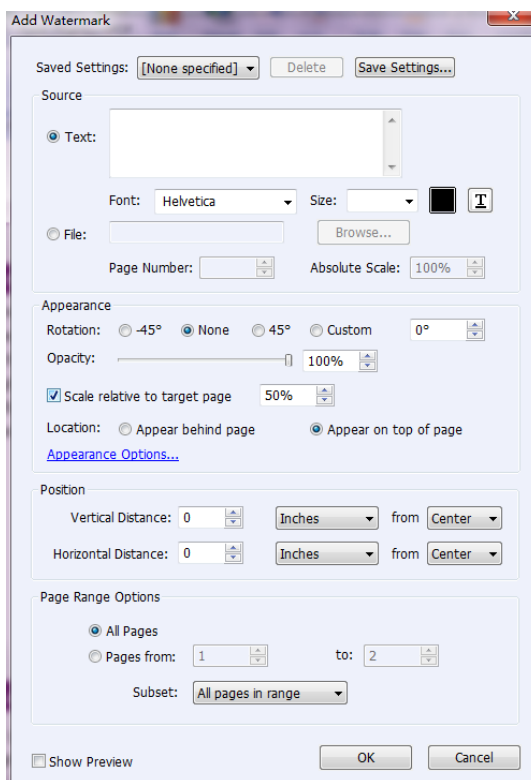 Add Watermark
Saved Settings: [None specified] Delete Save Settings...
Source
Text:
Font: Helvetica Size: T
File: Browse...
Page Number: Absolute Scale: 100%
Appearance
Rotation: -45° None 45° Custom 0°
Opacity: 100%
Scale relative to target page 50%
Location: Appear behind page Appear on top of page
Appearance Options...
Position
Vertical Distance: 0 Inches from Center
Horizontal Distance: 0 Inches from Center
Page Range Options
All Pages
Pages from: 1 to: 2
Subset: All pages in range
Show Preview OK Cancel